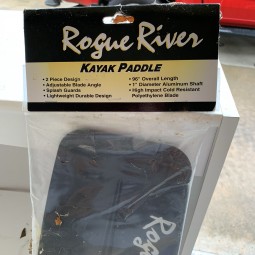 Rogue River
KAYAK PADDLE
• 2 Piece Design
• Adjustable Blade Angle
• Splash Guards
• Lightweight Durable Design
• 96" Overall Length
• 1" Diameter Aluminum Shaft
• High Impact Cold Resistant
Polyethylene Blade
Rogue